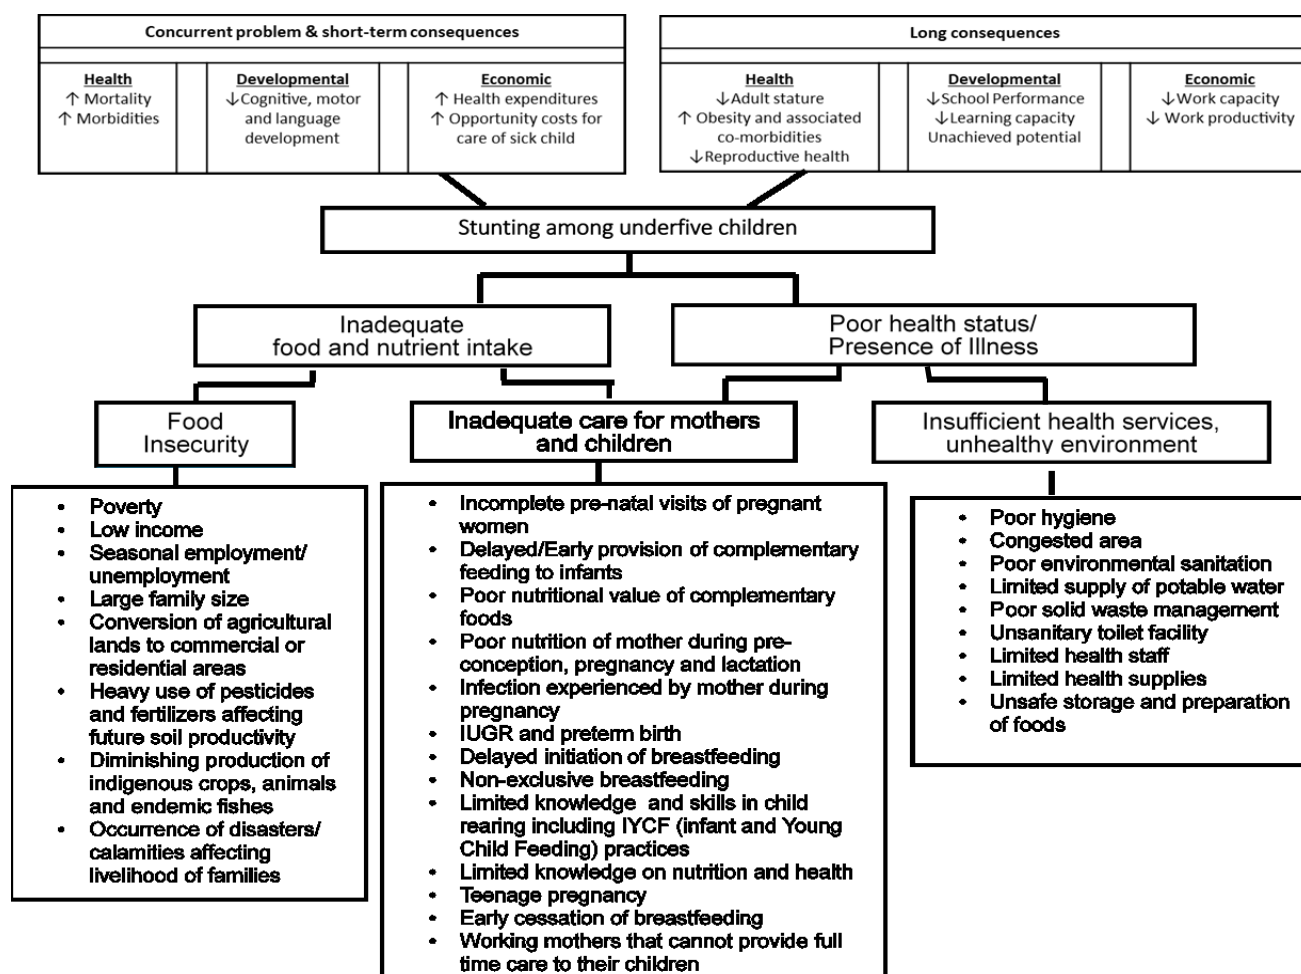 Concurrent problem & short-term consequences
Health
↑ Mortality
↑ Morbidities
Developmental
↓Cognitive, motor
and language
development
Economic
↑ Health expenditures
↑ Opportunity costs for
care of sick child
Long consequences
Health
↓Adult stature
↑ Obesity and associated
co-morbidities
↓Reproductive health
Developmental
↓School Performance
↓Learning capacity
Unachieved potential
Economic
↓Work capacity
↓ Work productivity
Stunting among underfive children
Inadequate
food and nutrient intake
Poor health status/
Presence of Illness
Food
Insecurity
Inadequate care for mothers
and children
Insufficient health services,
unhealthy environment
• Poverty
• Low income
• Seasonal employment/
unemployment
• Large family size
• Conversion of agricultural
lands to commercial or
residential areas
• Heavy use of pesticides
and fertilizers affecting
future soil productivity
• Diminishing production of
indigenous crops, animals
and endemic fishes
• Occurrence of disasters/
calamities affecting
livelihood of families
• Incomplete pre-natal visits of pregnant
women
• Delayed/Early provision of complementary
feeding to infants
• Poor nutritional value of complementary
foods
• Poor nutrition of mother during pre-
conception, pregnancy and lactation
• Infection experienced by mother during
pregnancy
• IUGR and preterm birth
• Delayed initiation of breastfeeding
• Non-exclusive breastfeeding
• Limited knowledge and skills in child
rearing including IYCF (infant and Young
Child Feeding) practices
• Limited knowledge on nutrition and health
• Teenage pregnancy
• Early cessation of breastfeeding
• Working mothers that cannot provide full
time care to their children
• Poor hygiene
• Congested area
• Poor environmental sanitation
• Limited supply of potable water
• Poor solid waste management
• Unsanitary toilet facility
• Limited health staff
• Limited health supplies
• Unsafe storage and preparation
of foods